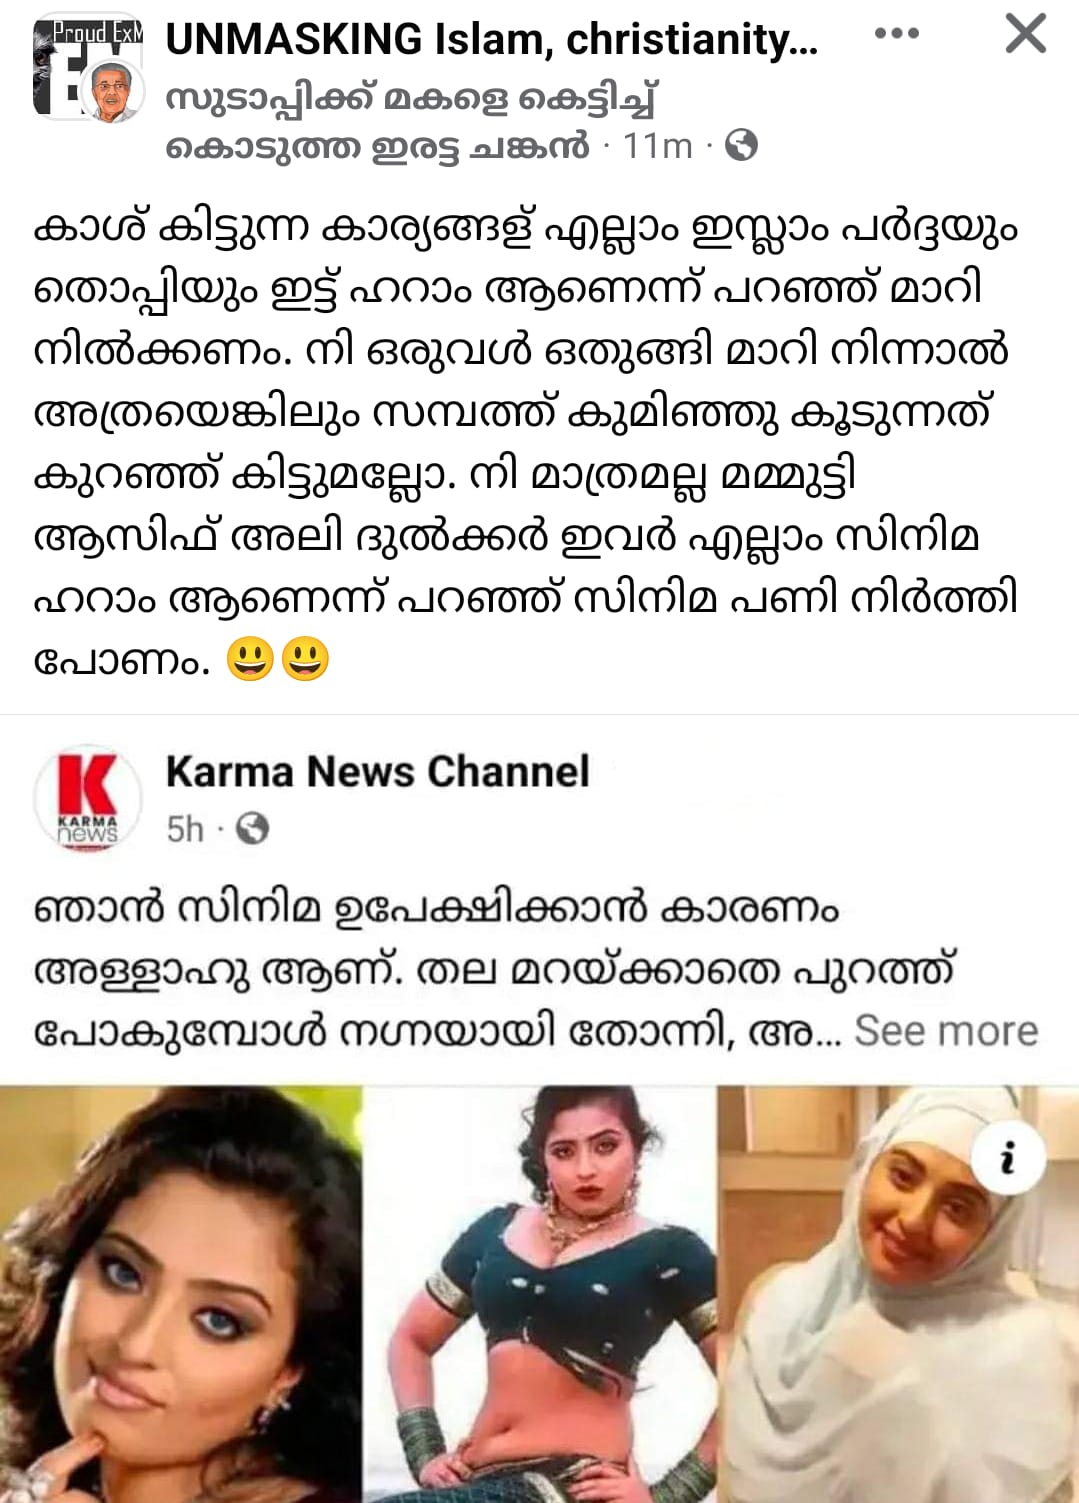 Proud ExM
UNMASKING Islam, christianity...
സുടാപ്പിക്ക് മകളെ കെട്ടിച്ച്
കൊടുത്ത ഇരട്ട ചങ്കൻ · 11m ·
കാശ് കിട്ടുന്ന കാര്യങ്ങള് എല്ലാം ഇസ്ലാം പർദ്ദയും
തൊപ്പിയും ഇട്ട് ഹറാം ആണെന്ന് പറഞ്ഞ് മാറി
നിൽക്കണം. നി ഒരുവൾ ഒതുങ്ങി മാറി നിന്നാൽ
അത്രയെങ്കിലും സമ്പത്ത് കുമിഞ്ഞു കൂടുന്നത്
കുറഞ്ഞ് കിട്ടുമല്ലോ. നി മാത്രമല്ല മമ്മുട്ടി
ആസിഫ് അലി ദുൽക്കർ ഇവർ എല്ലാം സിനിമ
ഹറാം ആണെന്ന് പറഞ്ഞ് സിനിമ പണി നിർത്തി
പോണം. 😃😃
K
KARMA
news
Karma News Channel
5h ·
ഞാൻ സിനിമ ഉപേക്ഷിക്കാൻ കാരണം
അള്ളാഹു ആണ്. തല മറയ്ക്കാതെ പുറത്ത്
പോകുമ്പോൾ നഗ്നയായി തോന്നി, അ... See more